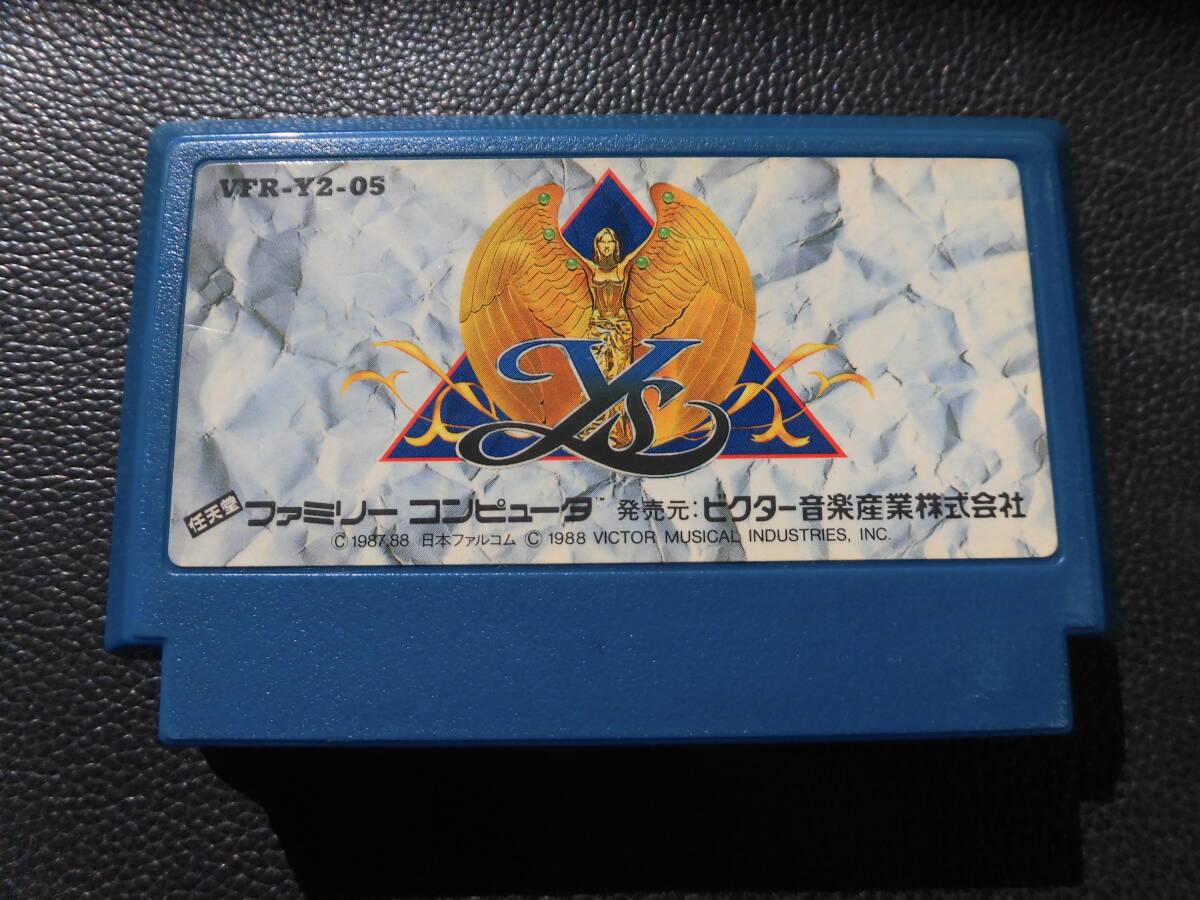 VFR-Y2-05
Ys
任天堂 ファミリー コンピュータ™ 発売元:ビクター音楽産業株式会社
© 1987,88 日本ファルコム © 1988 VICTOR MUSICAL INDUSTRIES, INC.